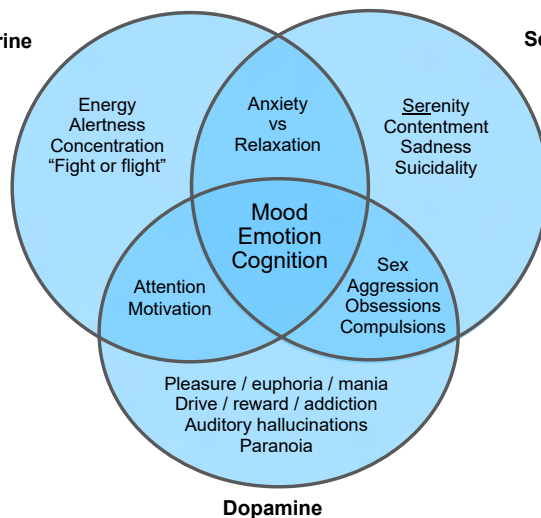 rine
Se
Energy
Alertness
Concentration
“Fight or flight”
Anxiety
vs
Relaxation
Serenity
Contentment
Sadness
Suicidality
Mood
Emotion
Cognition
Attention
Motivation
Sex
Aggression
Obsessions
Compulsions
Pleasure / euphoria / mania
Drive / reward / addiction
Auditory hallucinations
Paranoia
Dopamine